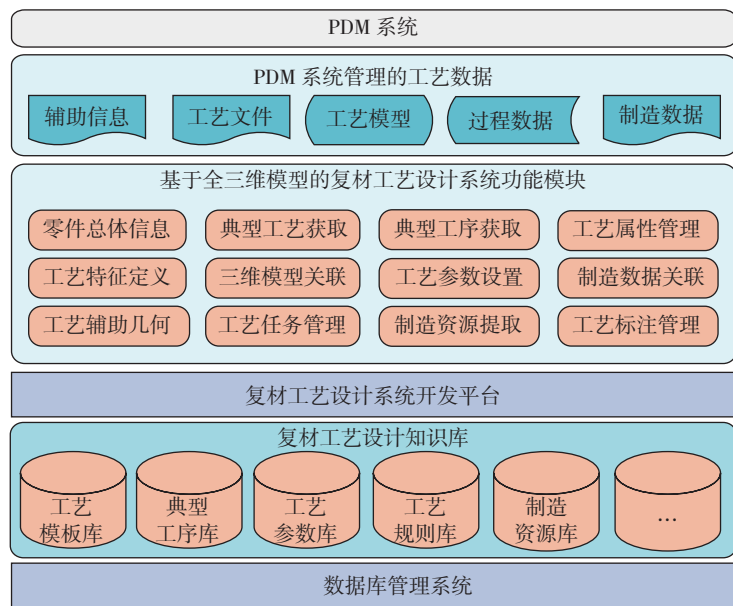 PDM 系统
PDM 系统管理的工艺数据
辅助信息
工艺文件
工艺模型
过程数据
制造数据
基于全三维模型的复材工艺设计系统功能模块
零件总体信息
典型工艺获取
典型工序获取
工艺属性管理
工艺特征定义
三维模型关联
工艺参数设置
制造数据关联
工艺辅助几何
工艺任务管理
制造资源提取
工艺标注管理
复材工艺设计系统开发平台
复材工艺设计知识库
工艺
模板库
典型
工序库
工艺
参数库
工艺
规则库
制造
资源库
…
数据库管理系统